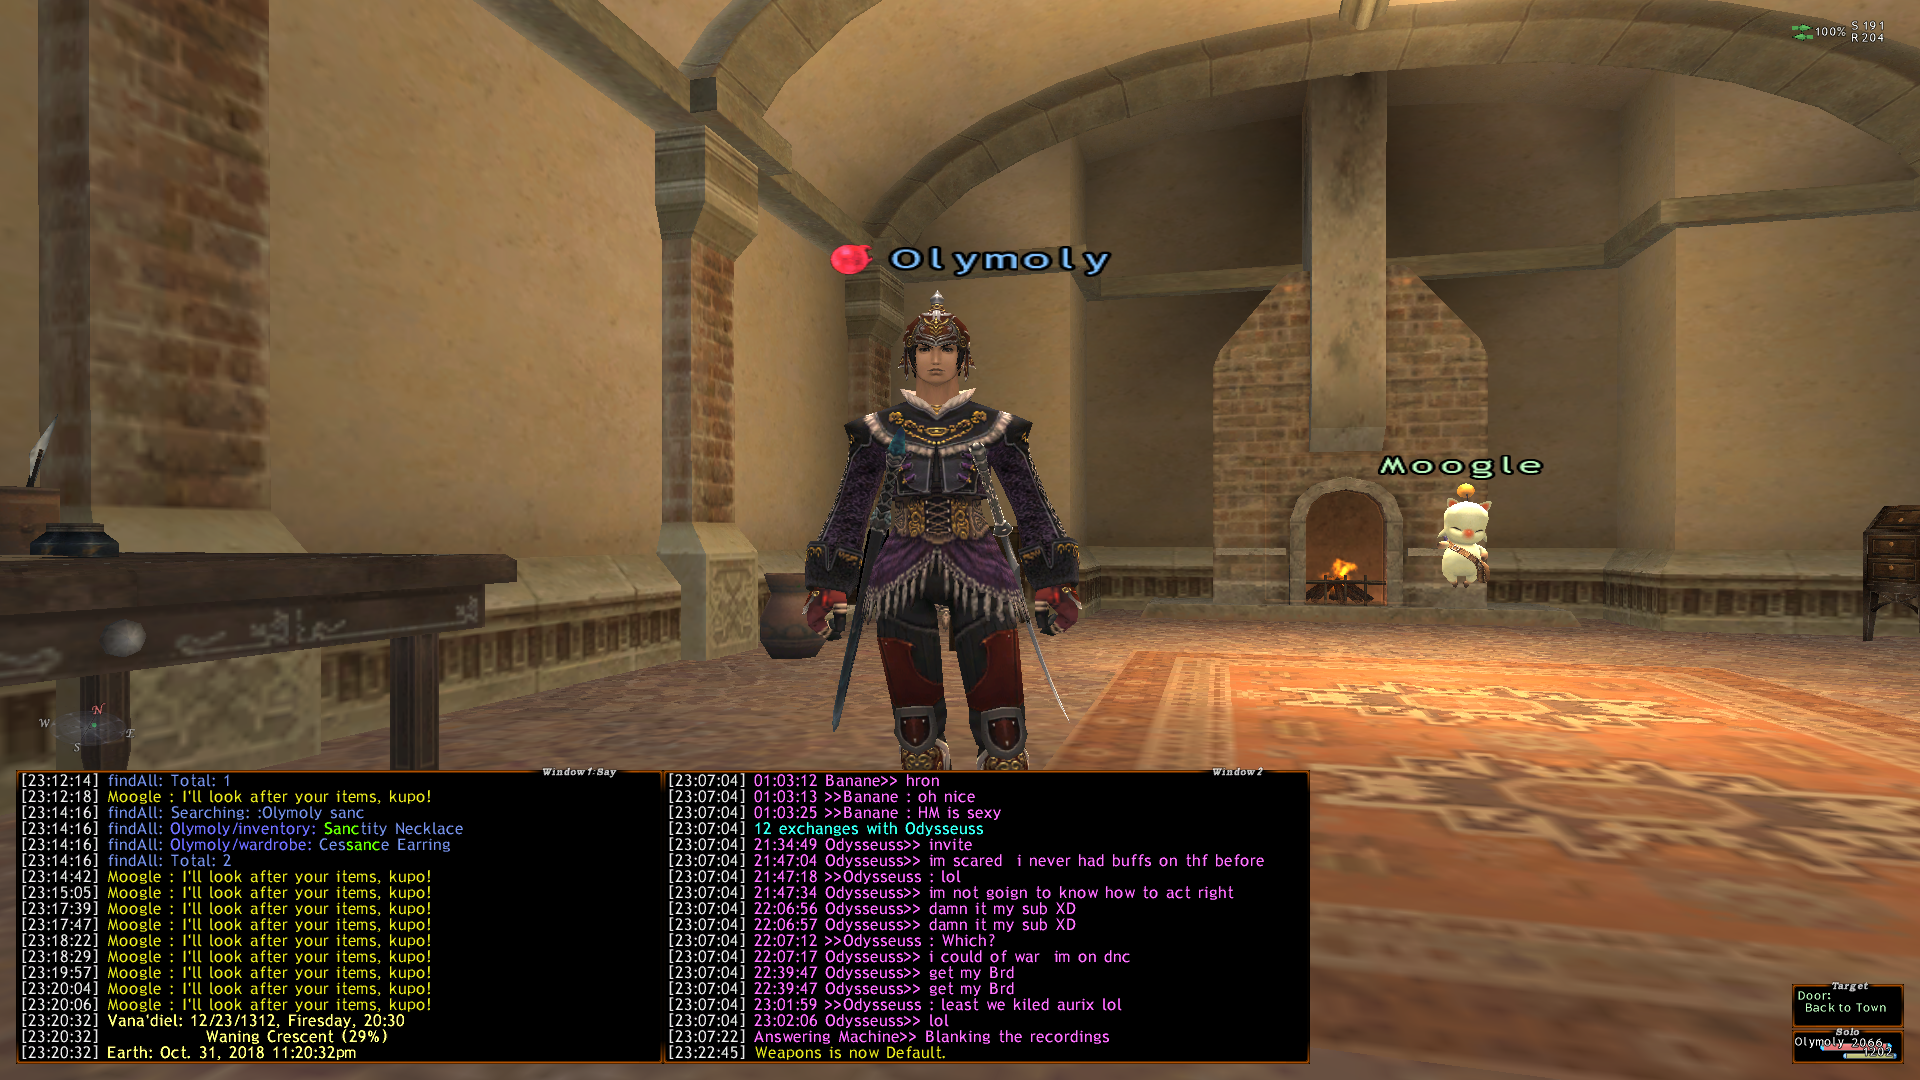 100% S 191
R 204
Olymoly
Moogle
N
W
E
S
Window1:Say
[23:12:14] findAll: Total: 1
[23:12:18] Moogle : I'll look after your items, kupo!
[23:14:16] findAll: Searching: :Olymoly sanc
[23:14:16] findAll: Olymoly/inventory: Sanctity Necklace
[23:14:16] findAll: Olymoly/wardrobe: Cessance Earring
[23:14:16] findAll: Total: 2
[23:14:42] Moogle : I'll look after your items, kupo!
[23:15:05] Moogle : I'll look after your items, kupo!
[23:17:39] Moogle : I'll look after your items, kupo!
[23:17:47] Moogle : I'll look after your items, kupo!
[23:18:22] Moogle : I'll look after your items, kupo!
[23:18:29] Moogle : I'll look after your items, kupo!
[23:19:57] Moogle : I'll look after your items, kupo!
[23:20:04] Moogle : I'll look after your items, kupo!
[23:20:06] Moogle : I'll look after your items, kupo!
[23:20:32] Vana'diel: 12/23/1312, Firesday, 20:30
[23:20:32] Waning Crescent (29%)
[23:20:32] Earth: Oct. 31, 2018 11:20:32pm
Window2
[23:07:04] 01:03:12 Banane>> hron
[23:07:04] 01:03:13 >>Banane : oh nice
[23:07:04] 01:03:25 >>Banane : HM is sexy
[23:07:04] 12 exchanges with Odysseuss
[23:07:04] 21:34:49 Odysseuss>> invite
[23:07:04] 21:47:04 Odysseuss>> im scared  i never had buffs on thf before
[23:07:04] 21:47:18 >>Odysseuss : lol
[23:07:04] 21:47:34 Odysseuss>> im not goign to know how to act right
[23:07:04] 22:06:56 Odysseuss>> damn it my sub XD
[23:07:04] 22:06:57 Odysseuss>> damn it my sub XD
[23:07:04] 22:07:12 >>Odysseuss : Which?
[23:07:04] 22:07:17 Odysseuss>> i could of war  im on dnc
[23:07:04] 22:39:47 Odysseuss>> get my Brd
[23:07:04] 22:39:47 Odysseuss>> get my Brd
[23:07:04] 23:01:59 >>Odysseuss : least we kiled aurix lol
[23:07:04] 23:02:06 Odysseuss>> lol
[23:07:22] Answering Machine>> Blanking the recordings
[23:22:45] Weapons is now Default.
Target
Door:
Back to Town
Solo
Olymoly 2066
1202